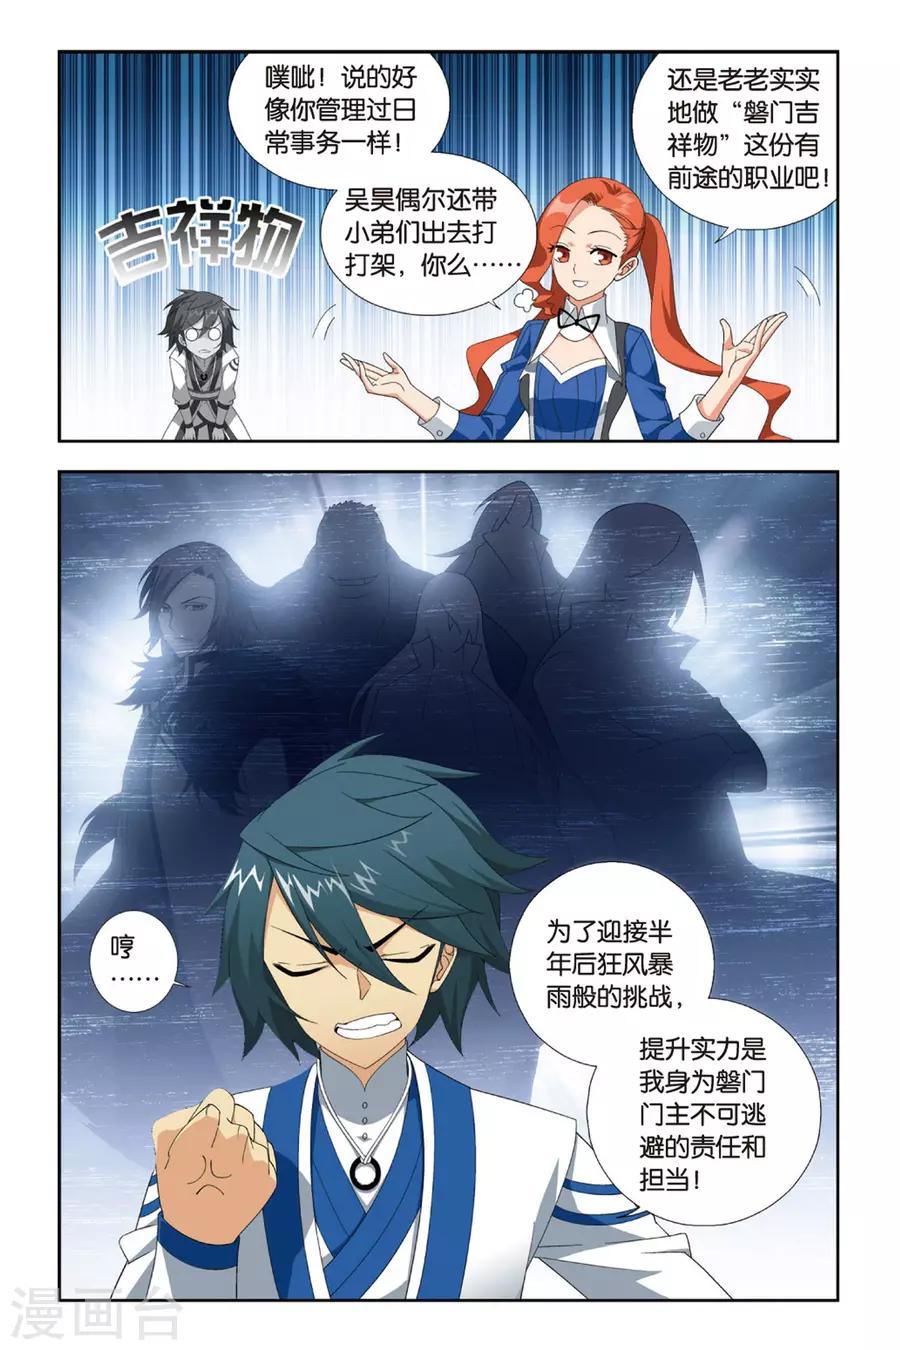 噗呲！说的好
像你管理过日
常事务一样！
吴昊偶尔还带
小弟们出去打
打架，你么……
还是老老实实
地做“磐门吉
祥物”这份有
前途的职业吧！
吉祥物
哼
……
为了迎接半
年后狂风暴
雨般的挑战，
提升实力是
我身为磐门
门主不可逃
避的责任和
担当！
漫画台